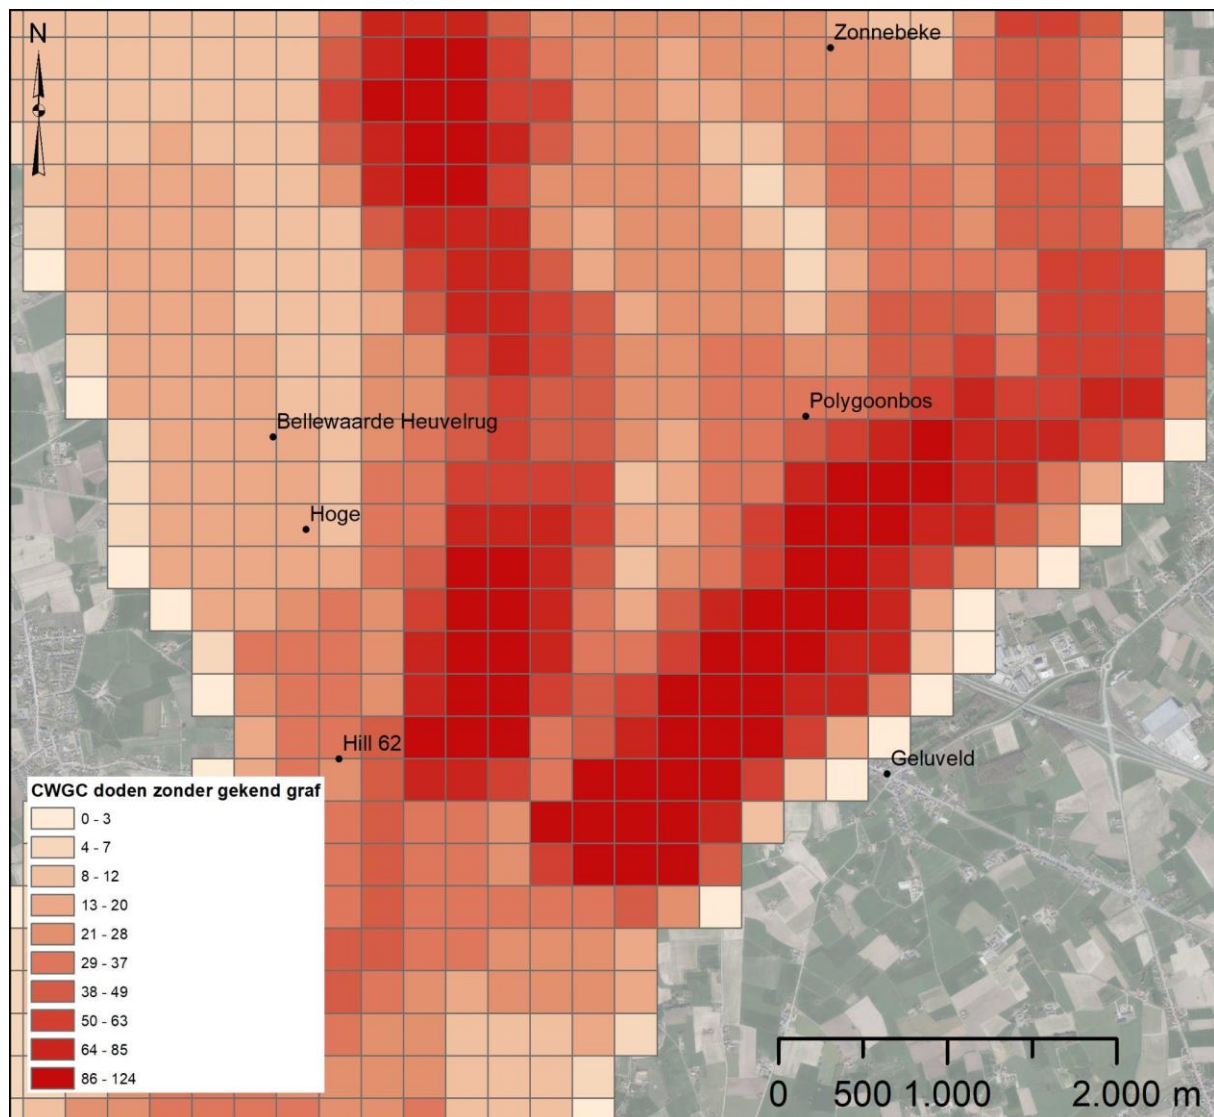 N
Zonnebeke
Polygoonbos
Bellewaarde Heuvelrug
Hoge
Hill 62
Geluveld
CWGC doden zonder gekend graf
0 - 3
4 - 7
8 - 12
13 - 20
21 - 28
29 - 37
38 - 49
50 - 63
64 - 85
86 - 124
0 500 1.000 2.000 m